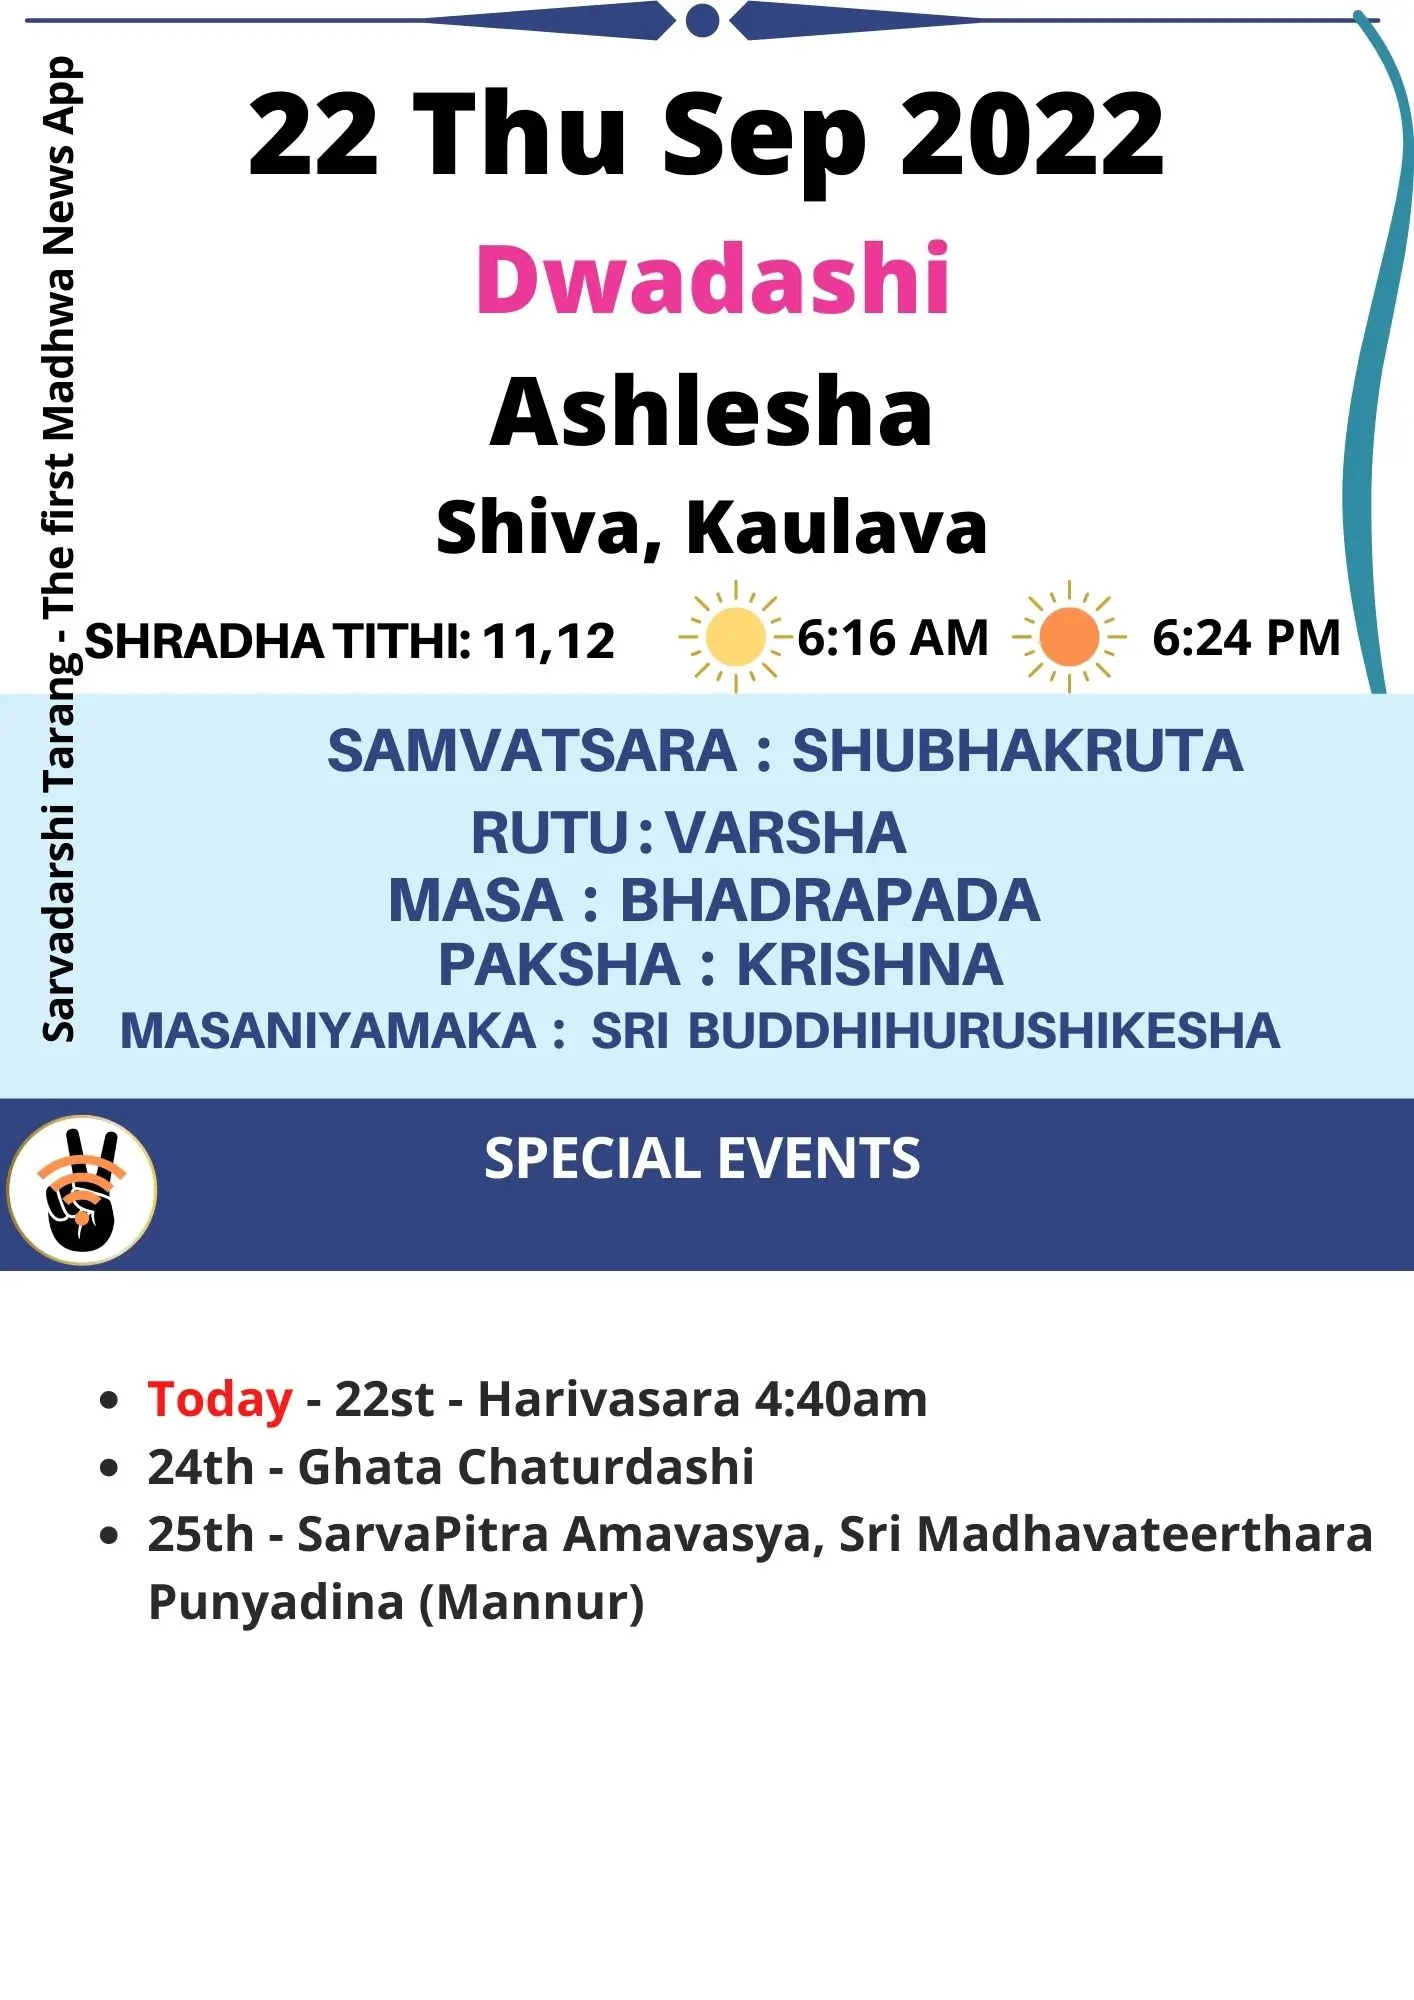 22 Thu Sep 2022
Dwadashi
Ashlesha
Shiva, Kaulava
SHRADHA TITHI: 11,12 6:16 AM 6:24 PM
Sarvadarshi Tarang - The first Madhwa News App
SAMVATSARA : SHUBHAKRUTA
RUTU : VARSHA
MASA : BHADRAPADA
PAKSHA : KRISHNA
MASANIYAMAKA : SRI BUDDHIHURUSHIKESHA
SPECIAL EVENTS
• Today - 22st - Harivasara 4:40am
• 24th - Ghata Chaturdashi
• 25th - SarvaPitra Amavasya, Sri Madhavateerthara
Punyadina (Mannur)